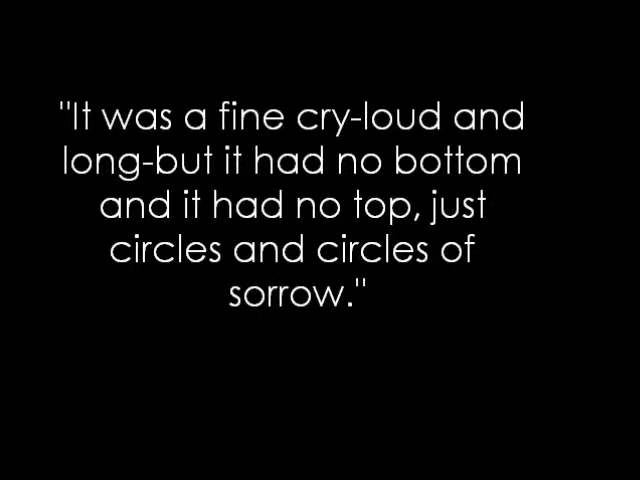 "It was a fine cry-loud and
long-but it had no bottom
and it had no top, just
circles and circles of
sorrow."